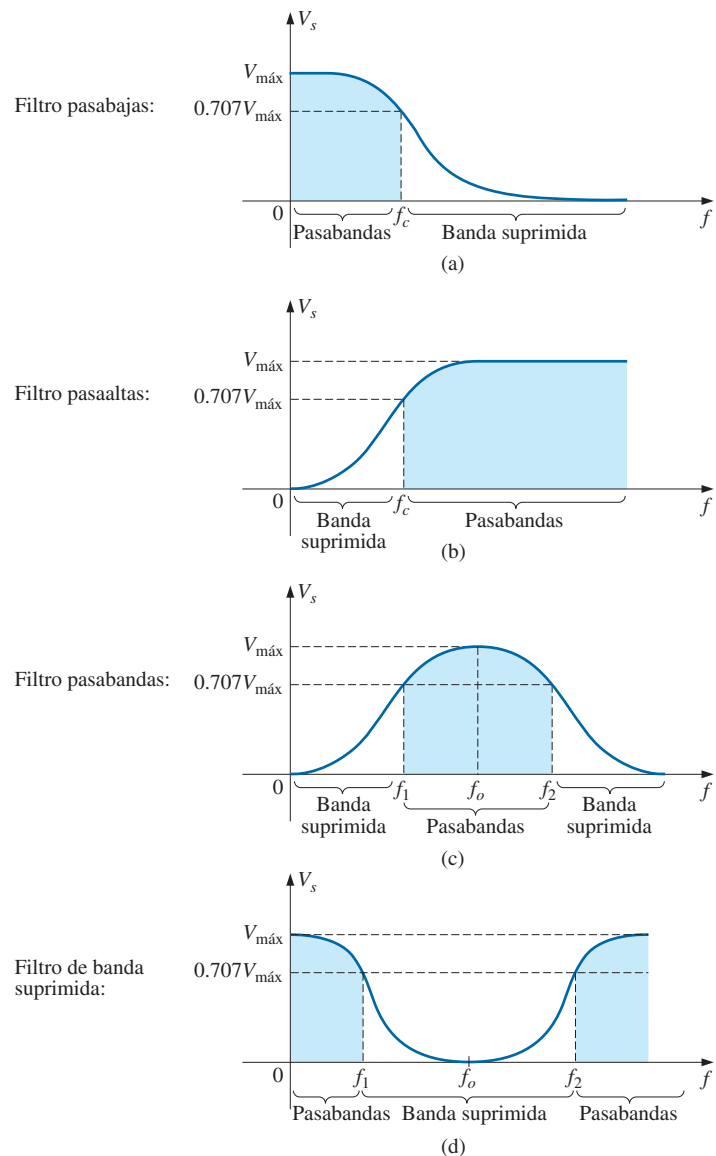 V_s
V_máx
Filtro pasabajas: 0.707V_máx
0 f_c f
Pasabandas Banda suprimida
(a)
V_s
V_máx
Filtro pasaaltas: 0.707V_máx
0 f_c f
Banda suprimida Pasabandas
(b)
V_s
V_máx
Filtro pasabandas: 0.707V_máx
0 f_1 f_o f_2 f
Banda suprimida Pasabandas Banda suprimida
(c)
V_s
V_máx
Filtro de banda suprimida: 0.707V_máx
0 f_1 f_o f_2 f
Pasabandas Banda suprimida Pasabandas
(d)